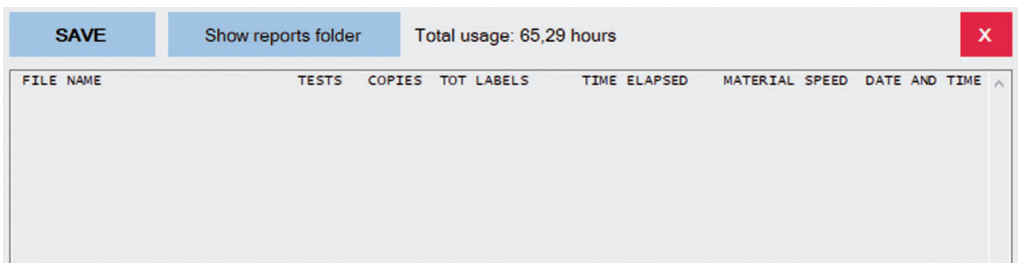 SAVE Show reports folder Total usage: 65,29 hours X
FILE NAME TESTS COPIES TOT LABELS TIME ELAPSED MATERIAL SPEED DATE AND TIME